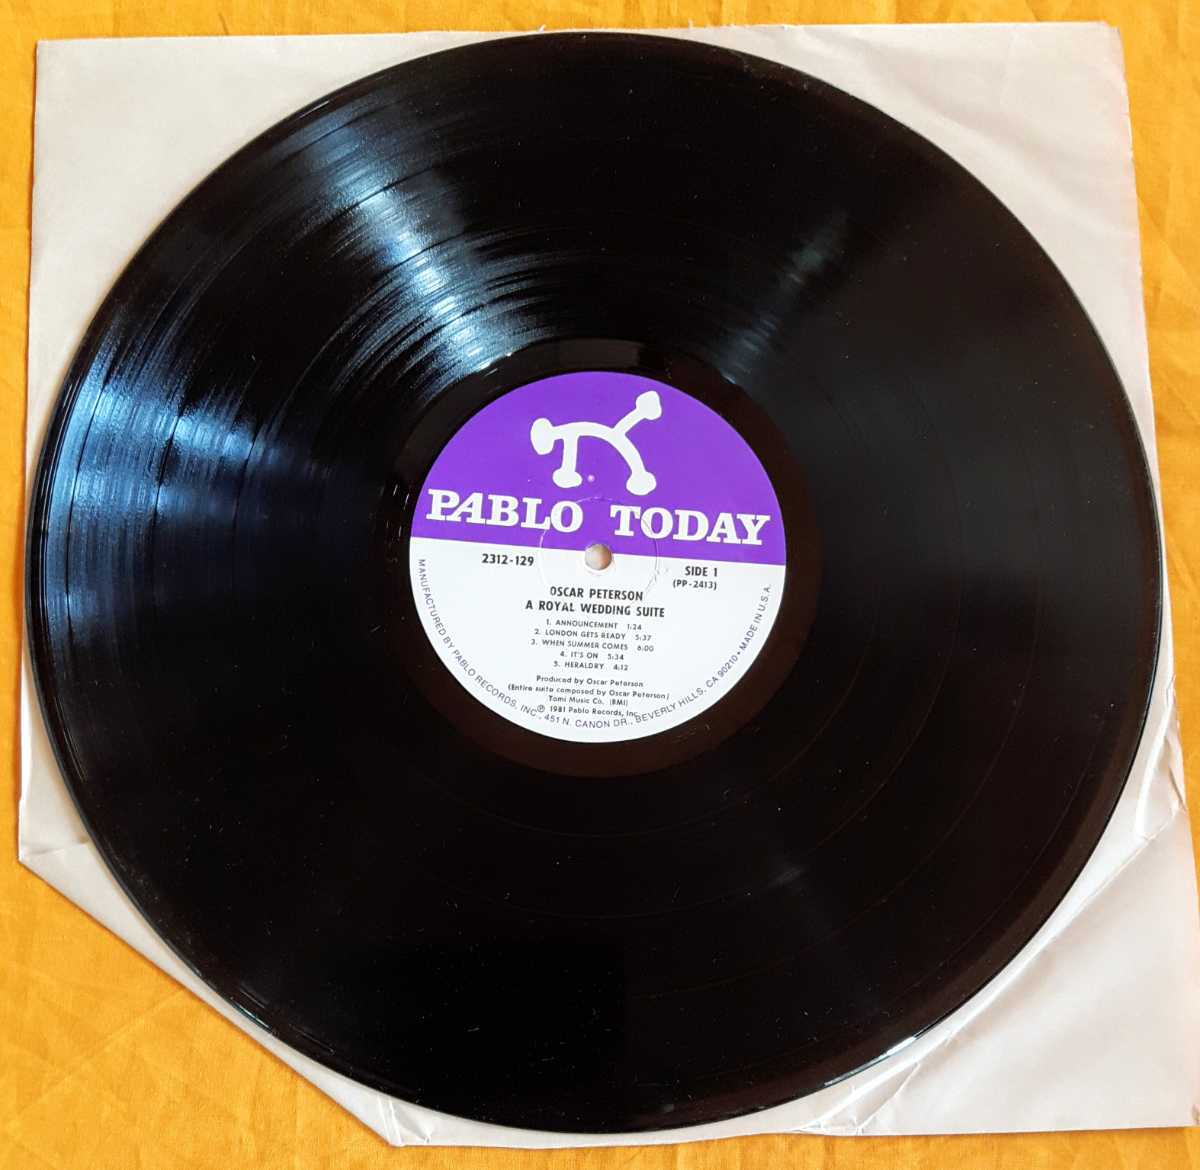 PABLO TODAY
2312-129
SIDE 1
(PP-2413)
OSCAR PETERSON
A ROYAL WEDDING SUITE
1. ANNOUNCEMENT 1:24
2. LONDON GETS READY 5:37
3. WHEN SUMMER COMES 6:00
4. IT'S ON 5:34
5. HERALDRY 4:12
Produced by Oscar Peterson
(Entire suite composed by Oscar Peterson/
Tomi Music Co. (BMI)
℗ 1981 Pablo Records, Inc.
MANUFACTURED BY PABLO RECORDS, INC., 451 N. CANON DR., BEVERLY HILLS, CA 90210 • MADE IN U.S.A.